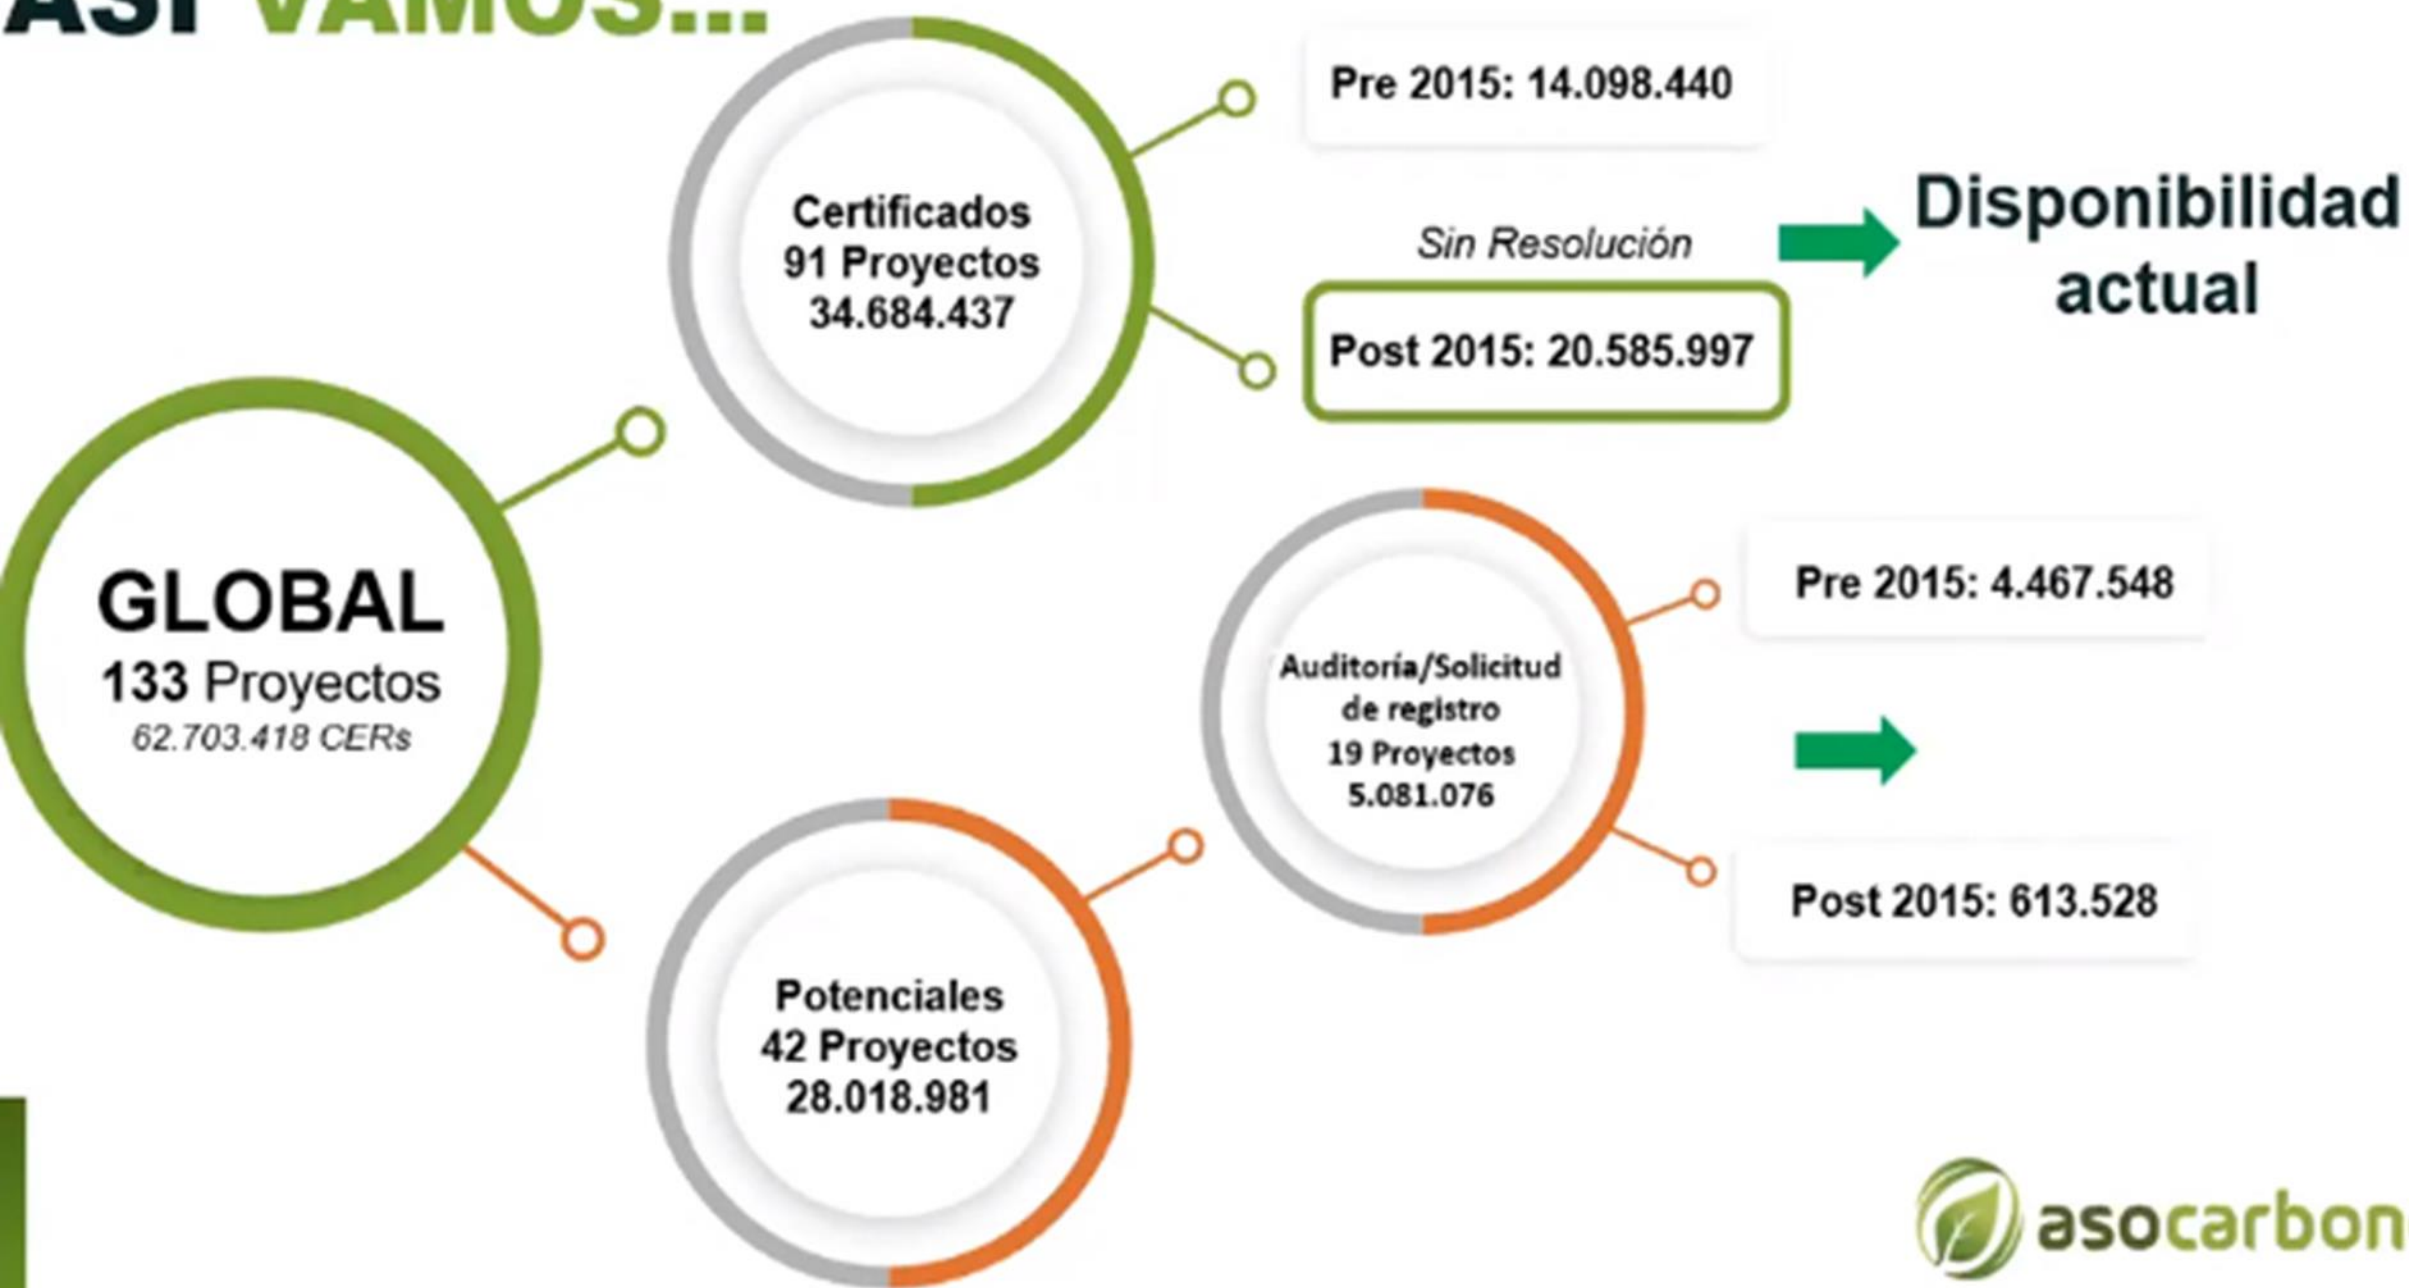 ASÍ VAMOS...
Certificados
91 Proyectos
34.684.437
Pre 2015: 14.098.440
Sin Resolución
Post 2015: 20.585.997
Disponibilidad
actual
GLOBAL
133 Proyectos
62.703.418 CERs
Auditoría/Solicitud
de registro
19 Proyectos
5.081.076
Pre 2015: 4.467.548
Post 2015: 613.528
Potenciales
42 Proyectos
28.018.981
asocarbon